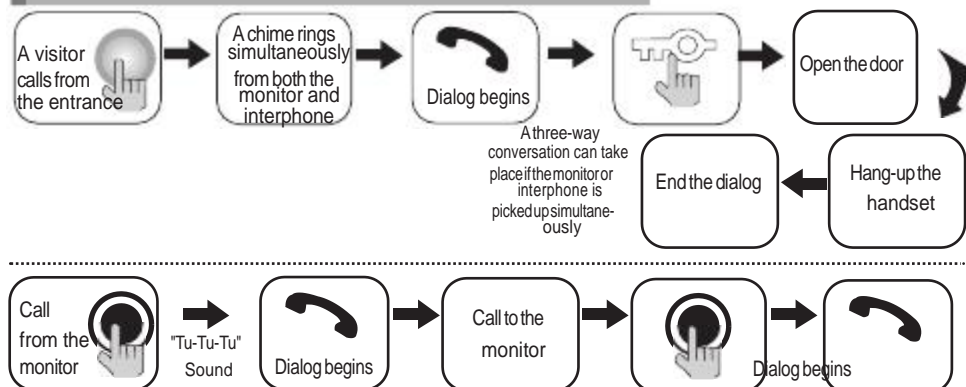 A visitor
calls from
the entrance
A chime rings
simultaneously
from both the
monitor and
interphone
Dialog begins
Open the door
A three-way
conversation can take
place if the monitor or
interphone is
picked up simultane-
ously
End the dialog
Hang-up the
handset
Call
from the
monitor
"Tu-Tu-Tu"
Sound
Dialog begins
Call to the
monitor
Dialog begins